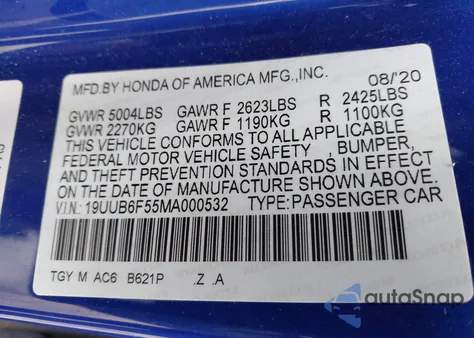 MFD.BY HONDA OF AMERICA MFG.,INC. 08/'20
GVWR 5004LBS GAWR F 2623LBS R 2425LBS
GVWR 2270KG GAWR F 1190KG R 1100KG
THIS VEHICLE CONFORMS TO ALL APPLICABLE
FEDERAL MOTOR VEHICLE SAFETY, BUMPER,
AND THEFT PREVENTION STANDARDS IN EFFECT
ON THE DATE OF MANUFACTURE SHOWN ABOVE.
V.I.N: 19UUB6F55MA000532 TYPE:PASSENGER CAR
TGY M AC6 B621P .Z .A
autoSnap